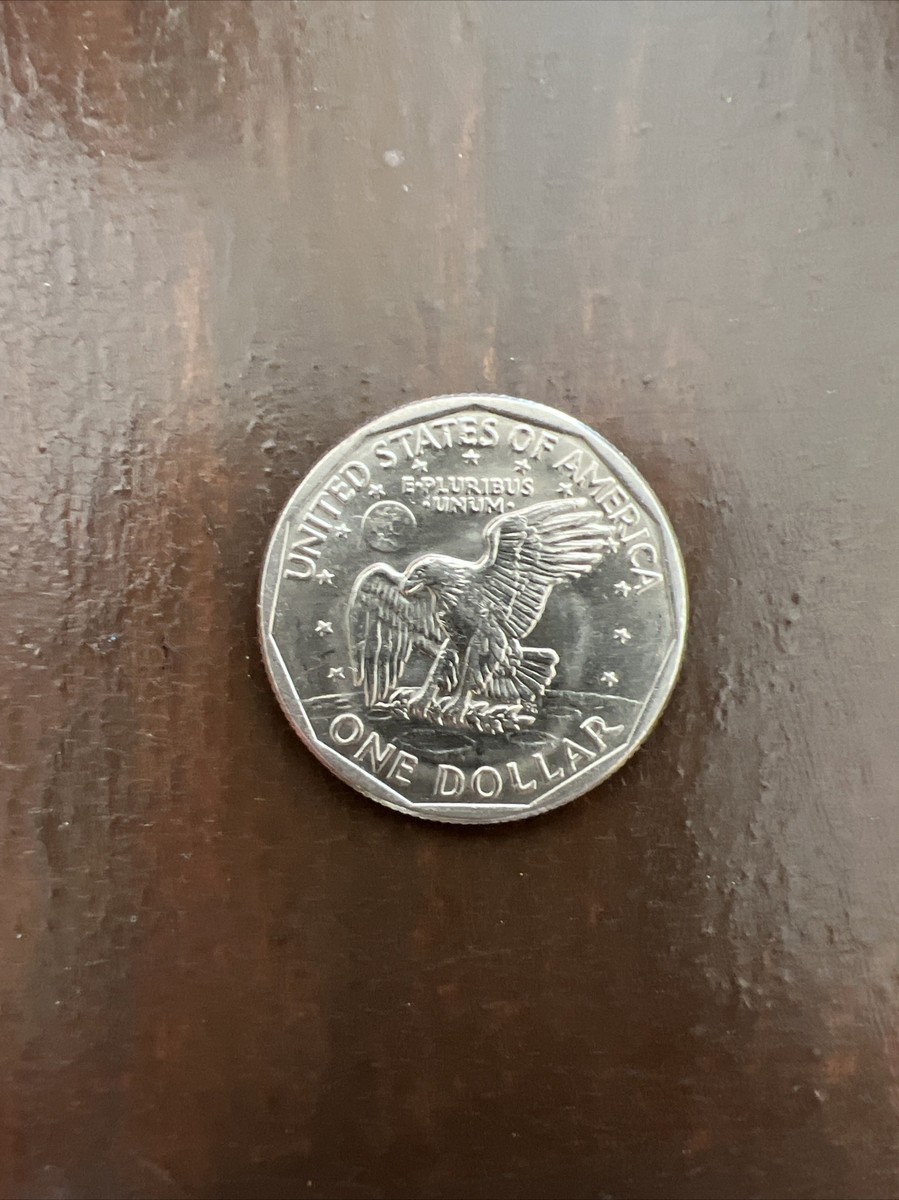 UNITED STATES OF AMERICA
E·PLURIBUS
·UNUM·
ONE DOLLAR